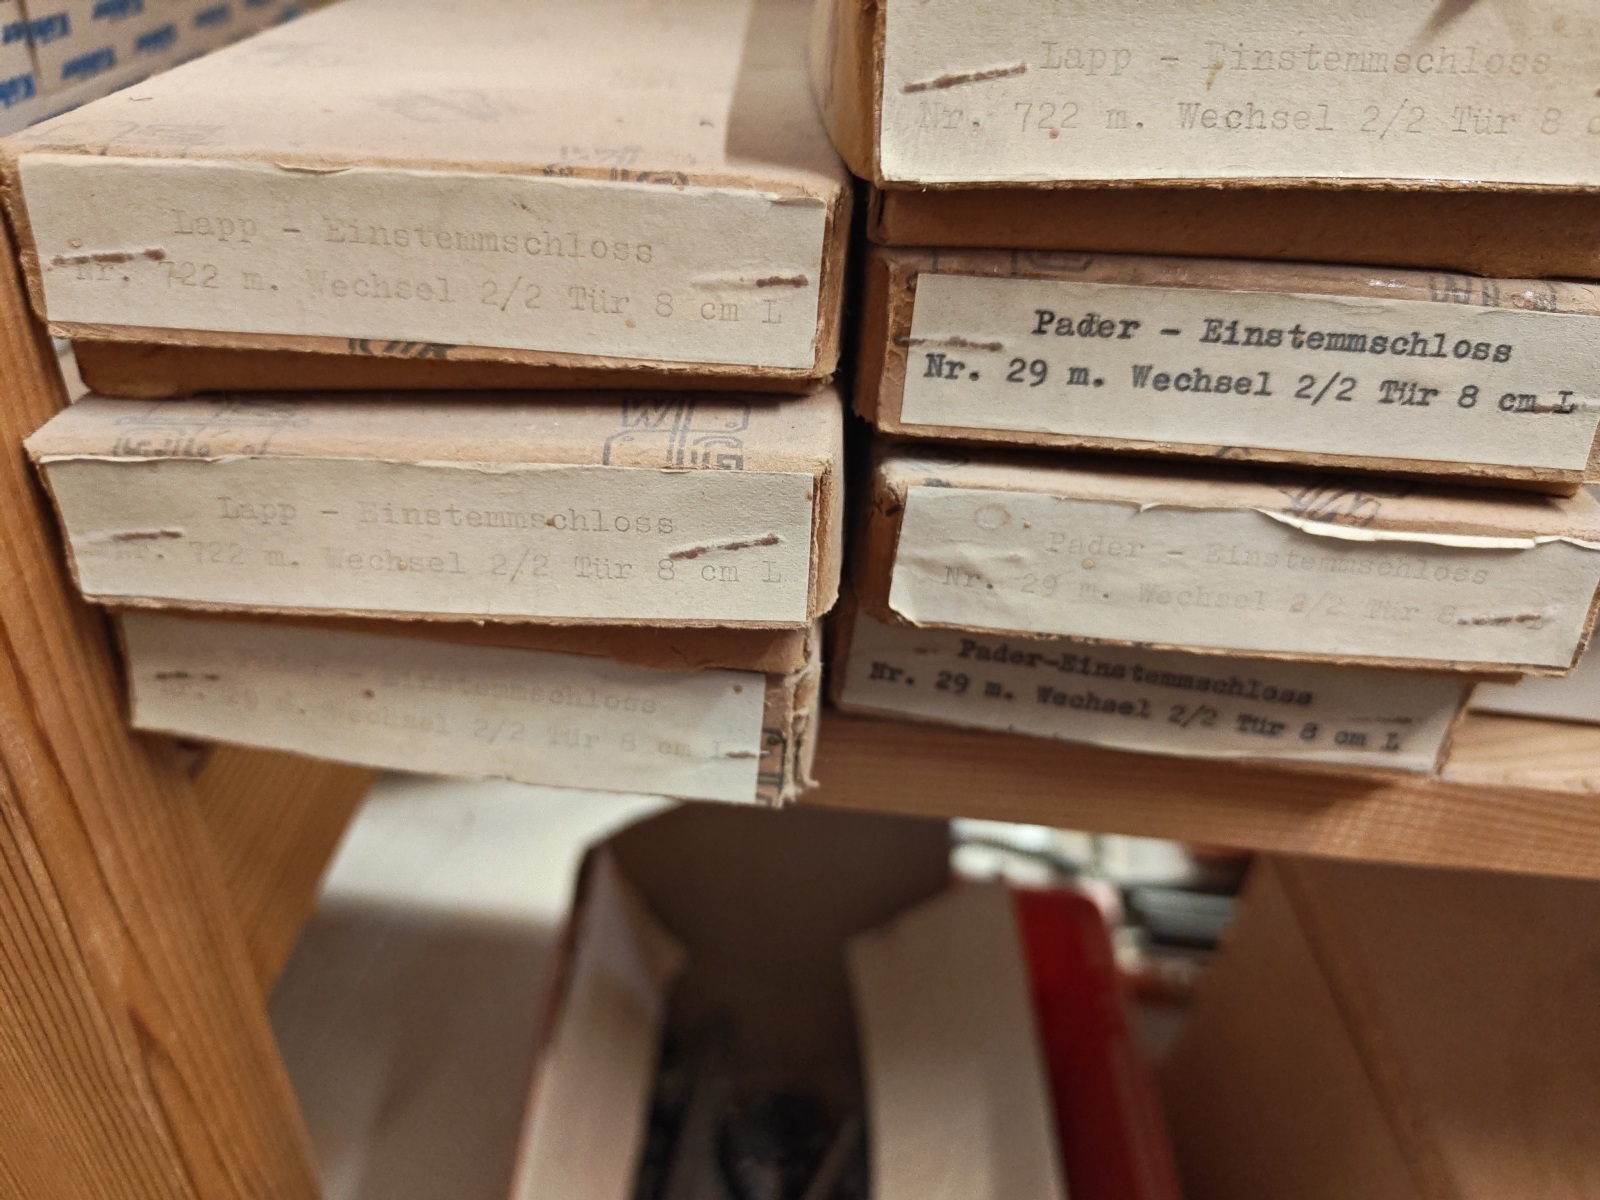 Lapp - Einstemmschloss
Nr. 722 m. Wechsel 2/2 Tür 8 cm L
Lapp - Einstemmschloss
Nr. 722 m. Wechsel 2/2 Tür 8 cm L
Einstemmschloss
Nr. 29 m. Wechsel 2/2 Tür 8 cm L
Lapp - Einstemmschloss
Nr. 722 m. Wechsel 2/2 Tür 8
Pader - Einstemmschloss
Nr. 29 m. Wechsel 2/2 Tür 8 cm L
Pader - Einstemmschloss
Nr. 29 m. Wechsel 2/2 Tür 8
Pader-Einstemmschloss
Nr. 29 m. Wechsel 2/2 Tür 8 cm L